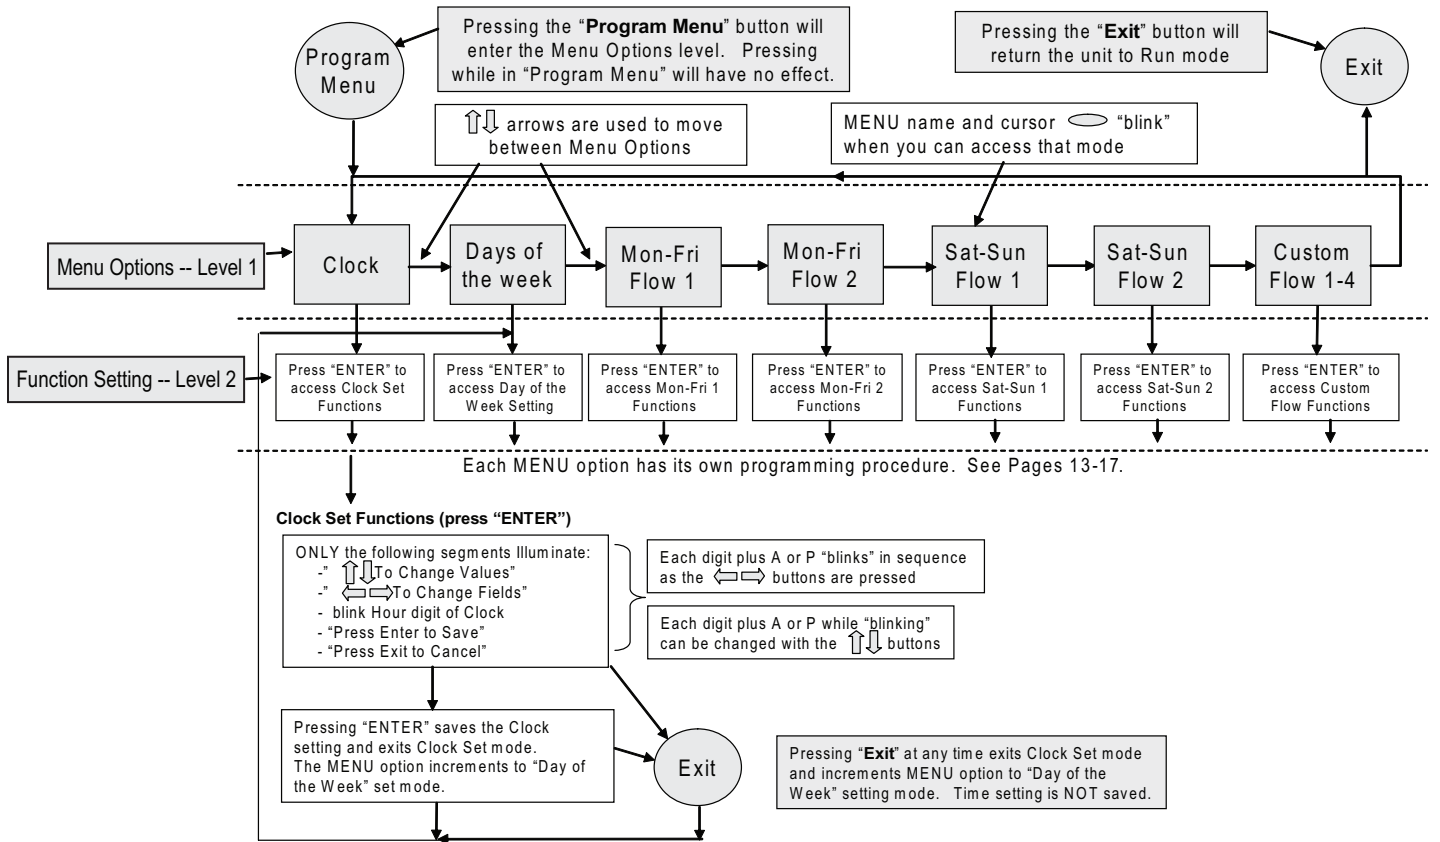 Program
Menu
Pressing the “Program Menu” button will
enter the Menu Options level. Pressing
while in “Program Menu” will have no effect.
Pressing the “Exit” button will
return the unit to Run mode
Exit
⇧⇩ arrows are used to move
between Menu Options
MENU name and cursor “blink”
when you can access that mode
Menu Options -- Level 1
Clock
Days of
the week
Mon-Fri
Flow 1
Mon-Fri
Flow 2
Sat-Sun
Flow 1
Sat-Sun
Flow 2
Custom
Flow 1-4
Function Setting -- Level 2
Press “ENTER” to
access Clock Set
Functions
Press “ENTER” to
access Day of the
Week Setting
Press “ENTER” to
access Mon-Fri 1
Functions
Press “ENTER” to
access Mon-Fri 2
Functions
Press “ENTER” to
access Sat-Sun 1
Functions
Press “ENTER” to
access Sat-Sun 2
Functions
Press “ENTER” to
access Custom
Flow Functions
Each MENU option has its own programming procedure. See Pages 13-17.
Clock Set Functions (press “ENTER”)
ONLY the following segments Illuminate:
-” ⇧⇩To Change Values”
-” ⇦⇨To Change Fields”
- blink Hour digit of Clock
- “Press Enter to Save”
- “Press Exit to Cancel”
Each digit plus A or P “blinks” in sequence
as the ⇦⇨ buttons are pressed
Each digit plus A or P while “blinking”
can be changed with the ⇧⇩ buttons
Pressing “ENTER” saves the Clock
setting and exits Clock Set mode.
The MENU option increments to “Day of
the Week” set mode.
Exit
Pressing “Exit” at any time exits Clock Set mode
and increments MENU option to “Day of the
Week” setting mode. Time setting is NOT saved.